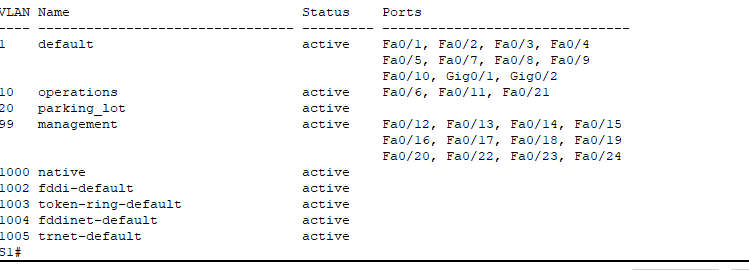 VLAN Name                             Status    Ports
---- -------------------------------- --------- -------------------------------
1    default                          active    Fa0/1, Fa0/2, Fa0/3, Fa0/4
                                                Fa0/5, Fa0/7, Fa0/8, Fa0/9
                                                Fa0/10, Gig0/1, Gig0/2
10   operations                       active    Fa0/6, Fa0/11, Fa0/21
20   parking_lot                      active
99   management                       active    Fa0/12, Fa0/13, Fa0/14, Fa0/15
                                                Fa0/16, Fa0/17, Fa0/18, Fa0/19
                                                Fa0/20, Fa0/22, Fa0/23, Fa0/24
1000 native                           active
1002 fddi-default                     active
1003 token-ring-default               active
1004 fddinet-default                  active
1005 trnet-default                    active
S1#